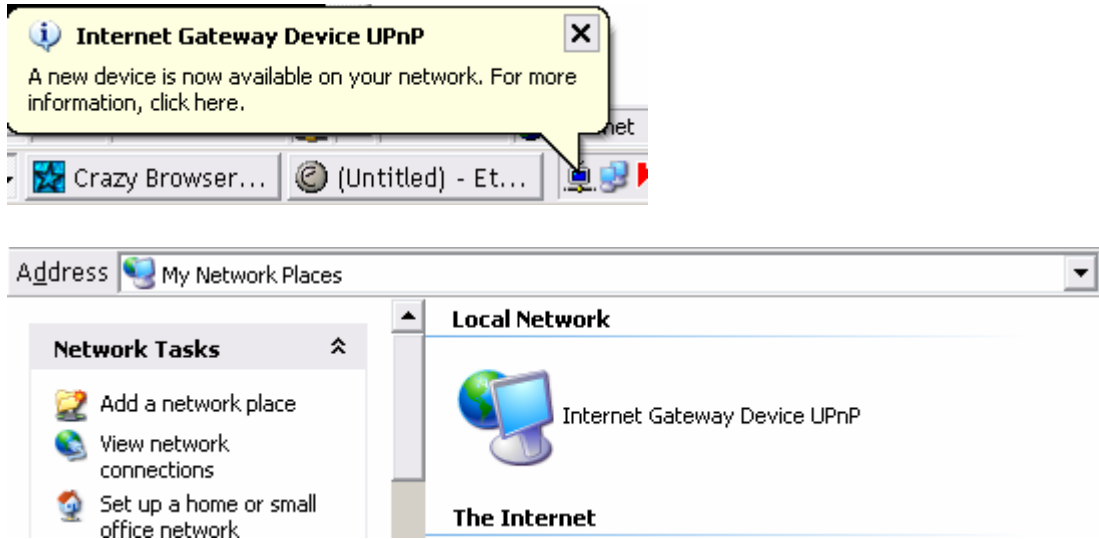 Internet Gateway Device UPnP
A new device is now available on your network. For more
information, click here.
Crazy Browser...
(Untitled) - Et...
Address
My Network Places
Network Tasks
Add a network place
View network
connections
Set up a home or small
office network
Local Network
Internet Gateway Device UPnP
The Internet